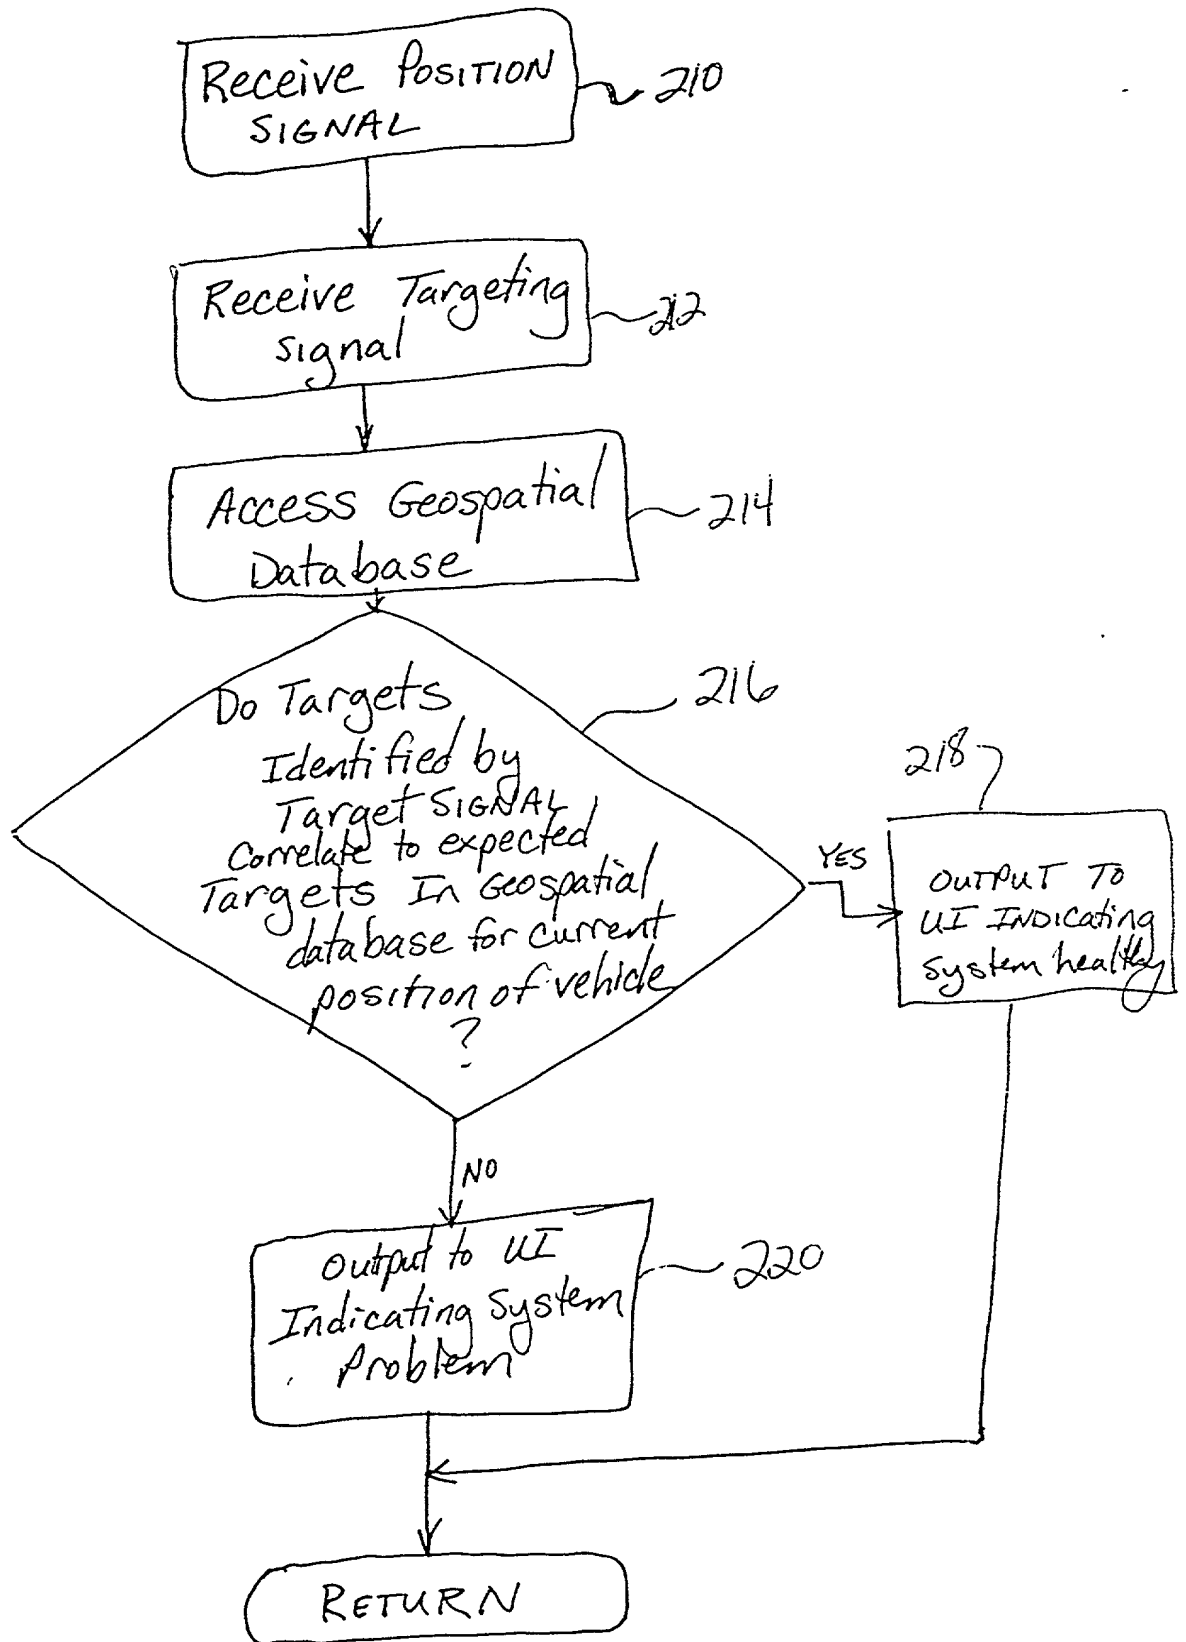 Receive POSITION
SIGNAL
210
Receive Targeting
signal
212
Access Geospatial
Database
214
Do Targets
Identified by
Target SIGNAL
Correlate to expected
Targets In Geospatial
database for current
position of vehicle
?
216
YES
218
OUTPUT TO
UI INDICATING
system healthy
NO
Output to UI
Indicating System
Problem
220
RETURN